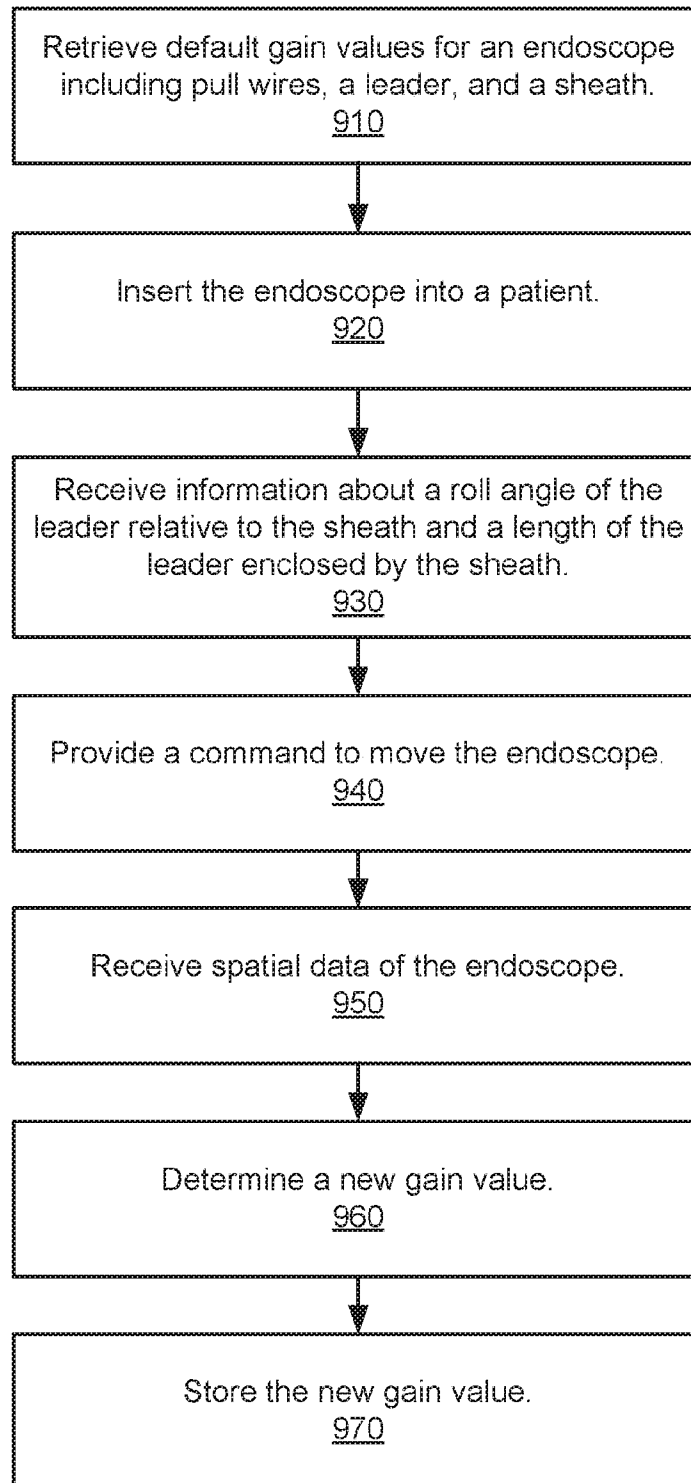 Retrieve default gain values for an endoscope
including pull wires, a leader, and a sheath.
910
Insert the endoscope into a patient.
920
Receive information about a roll angle of the
leader relative to the sheath and a length of the
leader enclosed by the sheath.
930
Provide a command to move the endoscope.
940
Receive spatial data of the endoscope.
950
Determine a new gain value.
960
Store the new gain value.
970